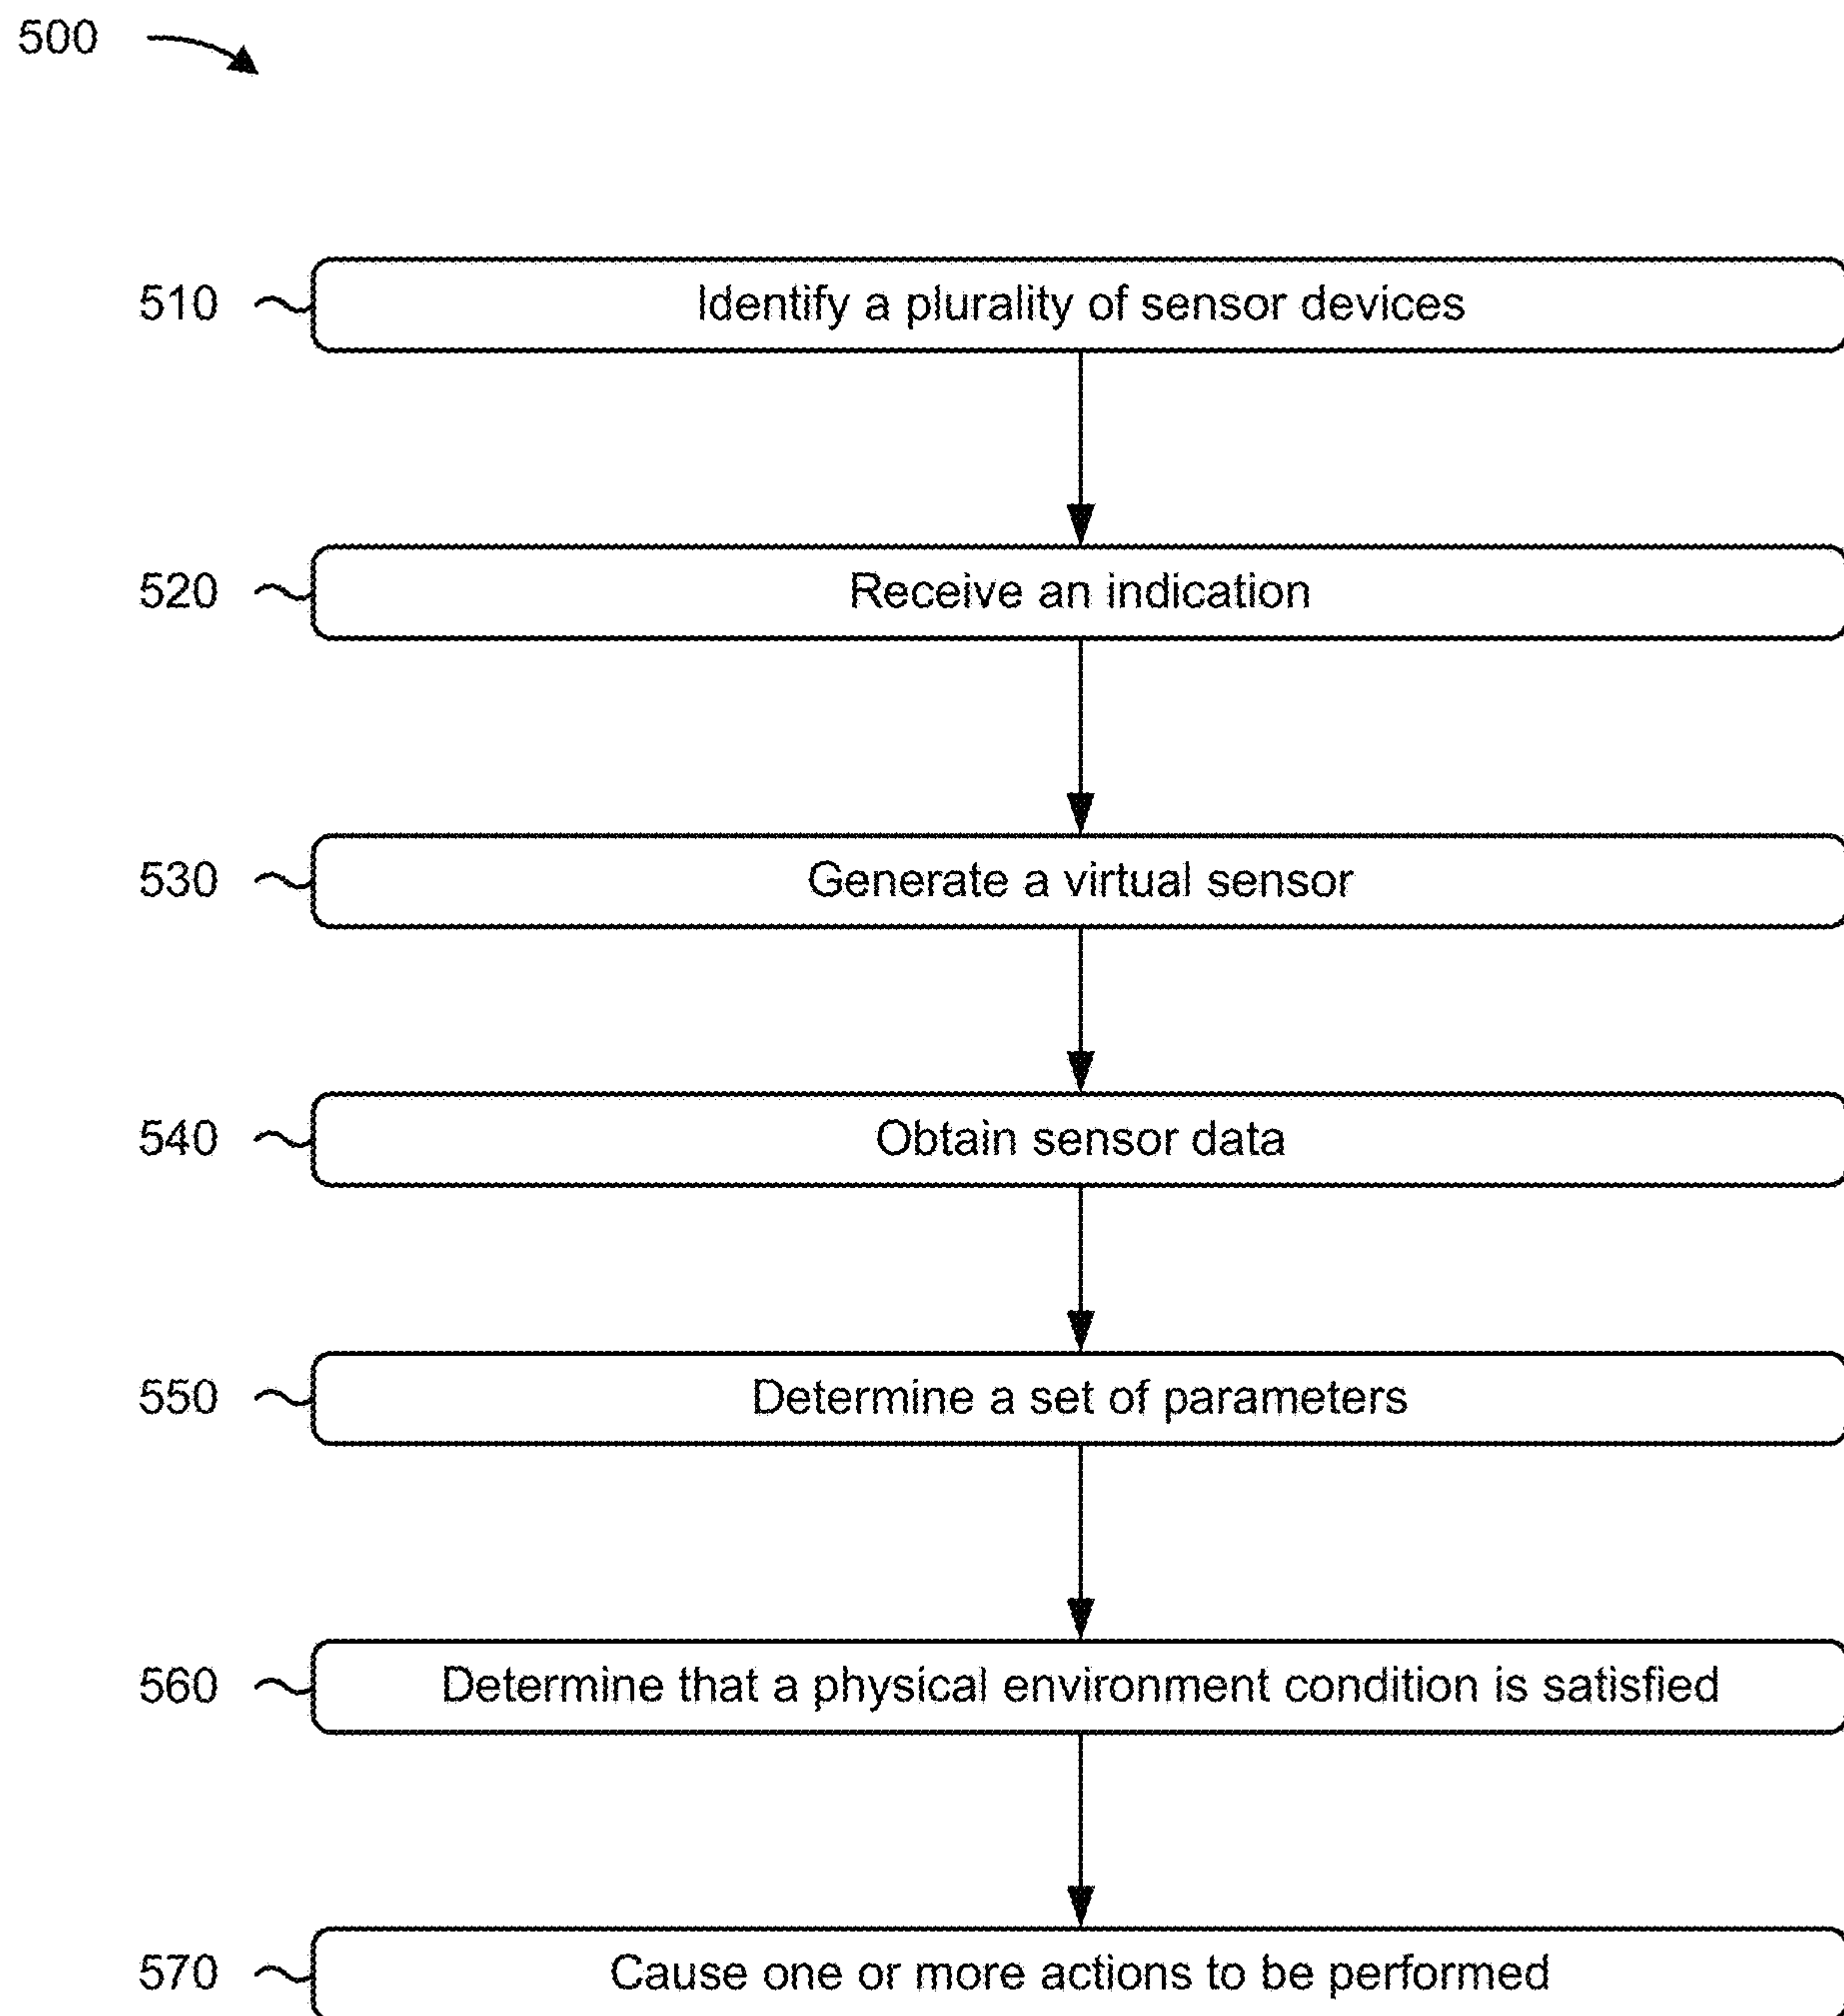 500
510 Identify a plurality of sensor devices
520 Receive an indication
530 Generate a virtual sensor
540 Obtain sensor data
550 Determine a set of parameters
560 Determine that a physical environment condition is satisfied
570 Cause one or more actions to be performed